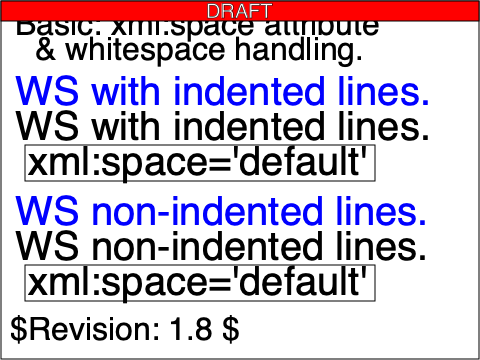 DRAFT
Basic: xml:space attribute
& whitespace handling.
WS with indented lines.
WS with indented lines.
xml:space='default'
WS non-indented lines.
WS non-indented lines.
xml:space='default'
$Revision: 1.8 $